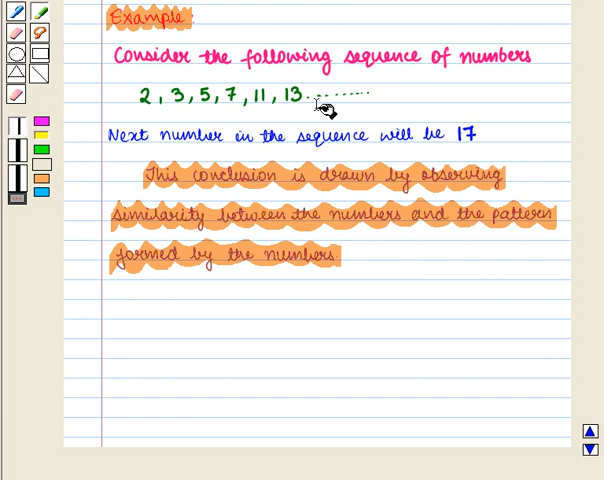 Example:
Consider the following sequence of numbers
2, 3, 5, 7, 11, 13.........
Next number in the sequence will be 17
This conclusion is drawn by observing
similarity between the numbers and the pattern
formed by the numbers.